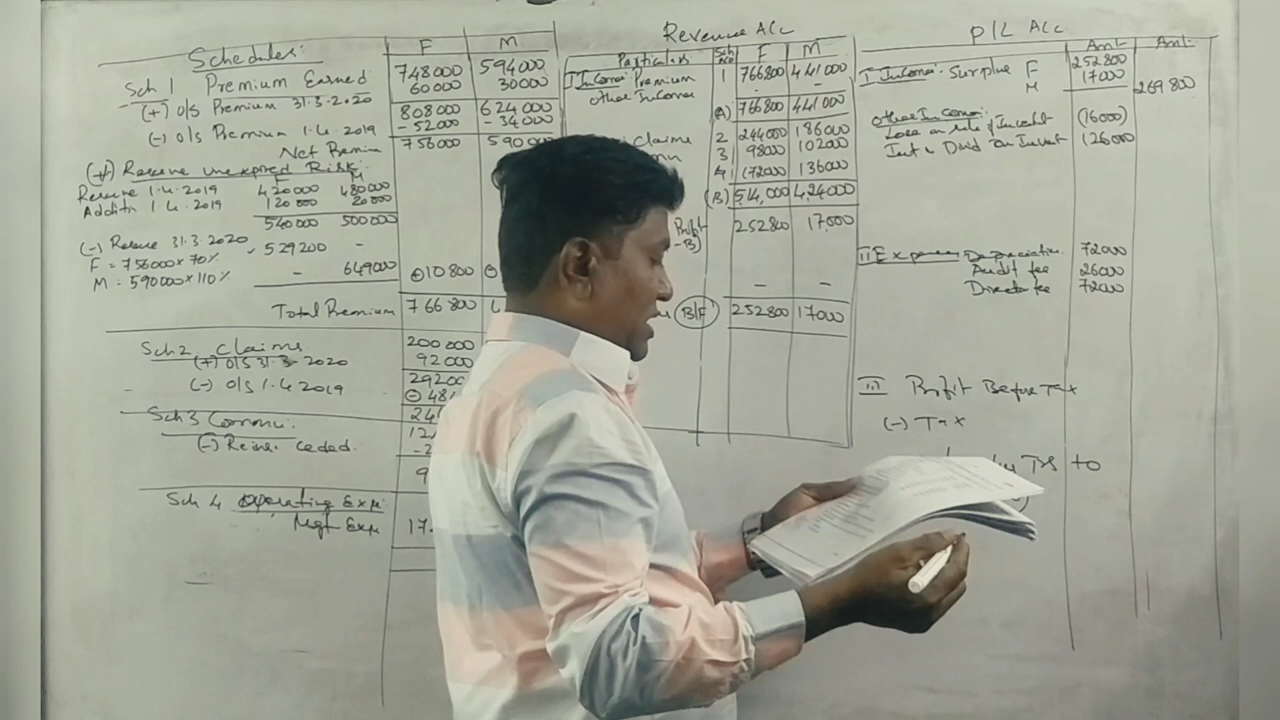 Schedules: F M
Sch 1 Premium Earned 748000 594000
(+) o/s Premium 31.3.2020 60000 30000
808000 624000
(-) o/s Premium 1.4.2019 - 52000 - 34000
Net Premium 756000 590000
(+) Reserve Unexpired Risk:
F M
Reserve 1.4.2019 420000 480000
Addition 1.4.2019 120000 20000
540000 500000
(-) Reserve 31.3.2020 - 529200 -
F = 756000 x 70%
M = 590000 x 110% - 649000 10800
Total Premium 766800
Sch 2 Claims 200000
(+) o/s 31.3.2020 92000
(-) o/s 1.4.2019
Sch 3 Comm.
(-) Reins. Ceded.
Sch 4 Operating Exp:
Mgt Exp
Revenue A/c
Particulars Sch No F M
I Income: Premium 1 766800 441000
Other Income - -
(A) 766800 441000
Claims 2 244000 186000
3 98000 102000
4 172000 136000
(B) 514,000 424000
Profit 252800 17000
- B)
- -
B/F 252800 17000
P/L A/c
Amt Amt
I Income: Surplus F 252800
M 17000 269800
Other Income:
Loss on Sale of Invest (16000)
Int & Divd on Invest 126000
II Expenses Depreciation 72000
Audit fee 26000
Director fee 72000
III Profit Before Tax
(-) Tax
to